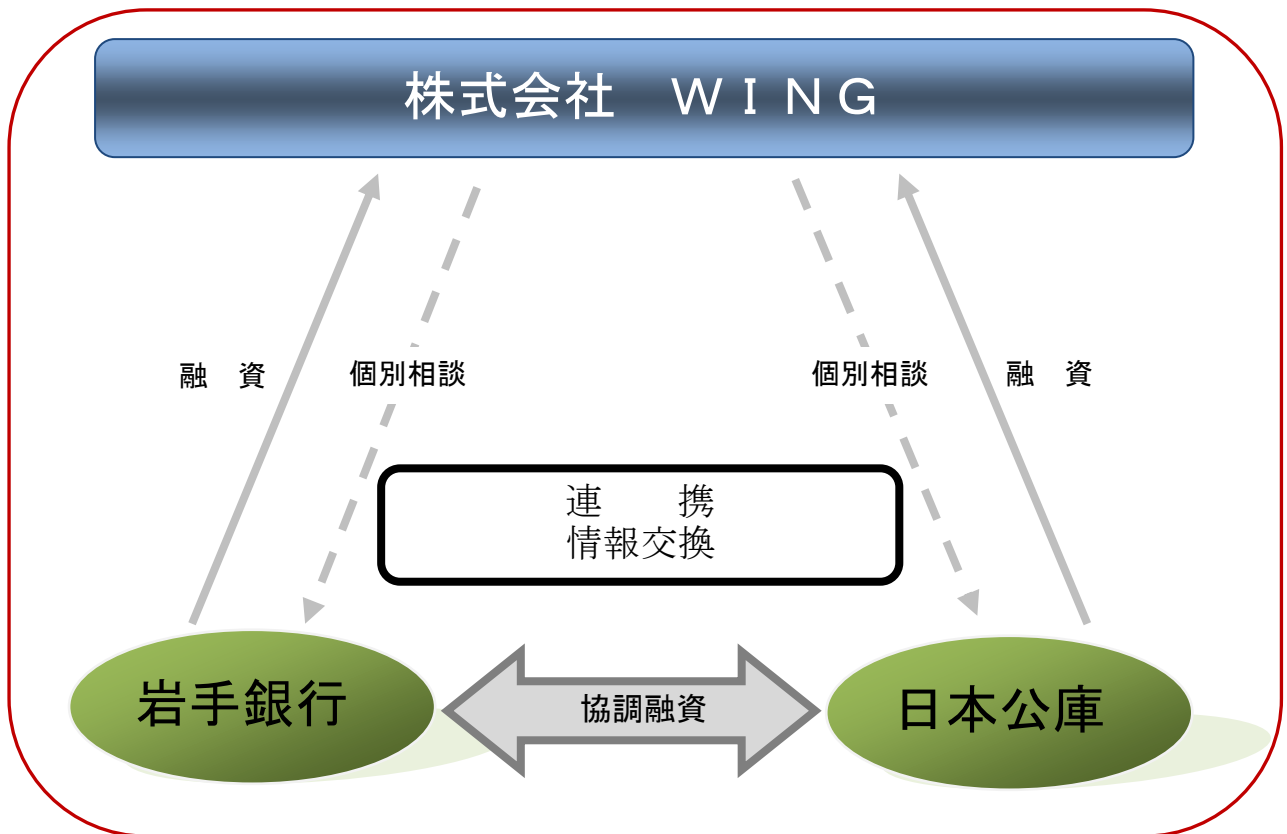 株式会社　ＷＩＮＧ
融　資
個別相談
個別相談
融　資
連　　携
情報交換
岩手銀行
協調融資
日本公庫